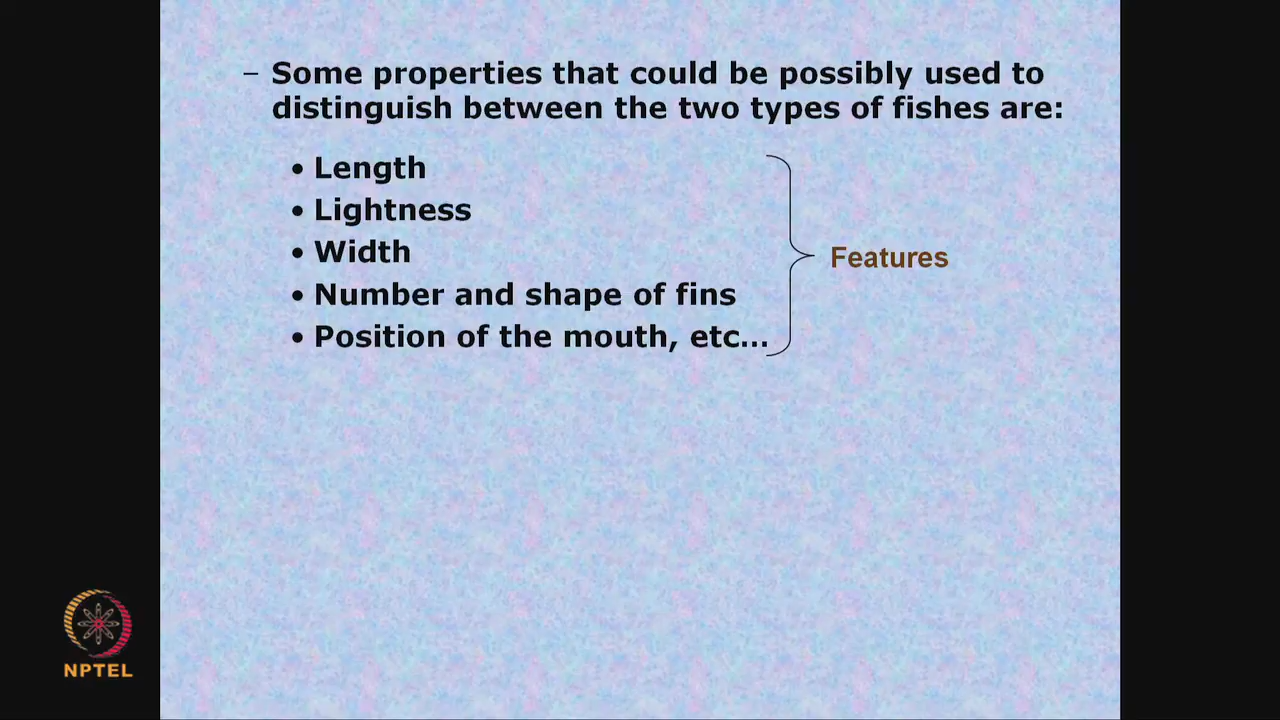 – Some properties that could be possibly used to
distinguish between the two types of fishes are:
• Length
• Lightness
• Width
• Number and shape of fins
• Position of the mouth, etc...
Features
NPTEL